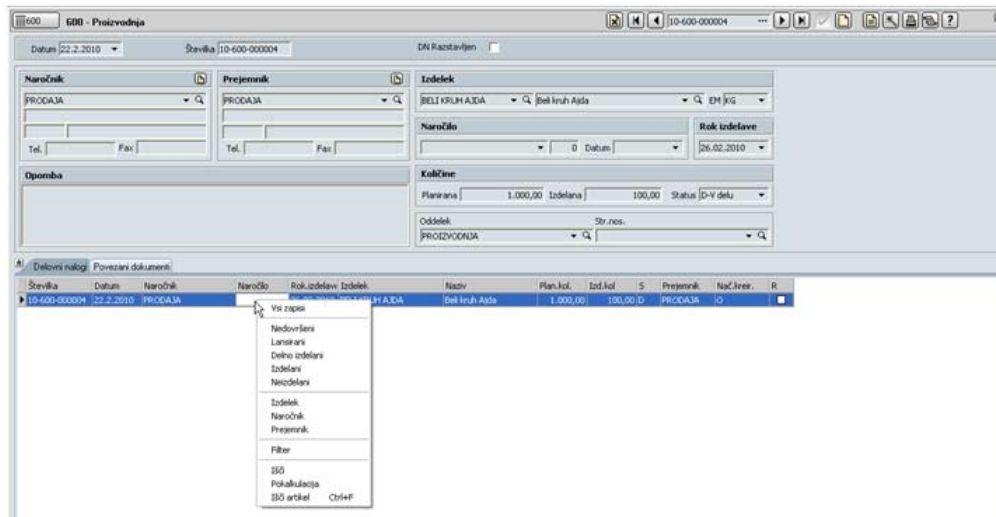 600 600 - Proizvodnja 10-600-000004 ... ?
Datum 22.2.2010 Številka 10-600-000004 DN Razstavljen
Naročnik Prejemnik Izdelek
PRODAJA PRODAJA BELI KRUH AJDA Beli kruh Ajda EM KG
Naročilo Rok izdelave
Tel. Fax Tel. Fax 0 Datum 26.02.2010
Opomba Količine
Planirana 1.000,00 Izdelana 100,00 Status D-V delu
Oddelek Str.nos.
PROIZVODNJA
Delovni nalogi Povezani dokumenti
Številka Datum Naročnik Naročilo Rok.izdelave Izdelek Naziv Plan.kol. Izd.kol S Prejemnik Nač.kreir. R
10-600-000004 22.2.2010 PRODAJA KRUH AJDA Beli kruh Ajda 1.000,00 100,00 D PRODAJA O
Vsi zapisi
Nedovršeni
Lansirani
Delno izdelani
Izdelani
Neizdelani
Izdelek
Naročnik
Prejemnik
Filter
Išči
Pokalkulacija
Išči artikel Ctrl+F